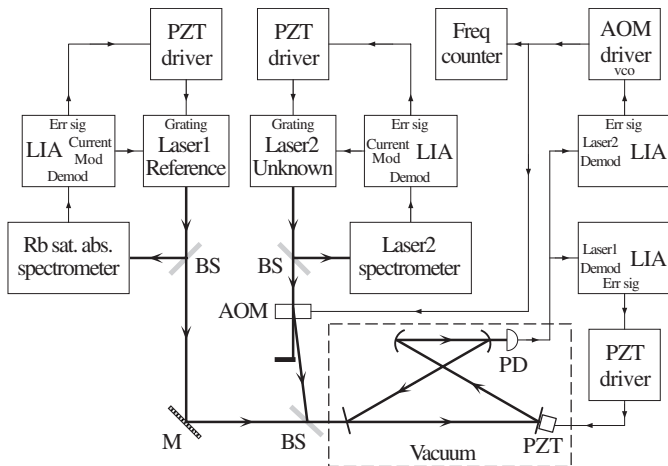 PZT
driver
PZT
driver
Freq
counter
AOM
driver
vco
Err sig
LIA
Current
Mod
Demod
Grating
Laser1
Reference
Grating
Laser2
Unknown
Err sig
Current
Mod
LIA
Demod
Err sig
Laser2
Demod
LIA
Rb sat. abs.
spectrometer
BS
BS
Laser2
spectrometer
Laser1
Demod
LIA
Err sig
AOM
PD
PZT
driver
M
BS
Vacuum
PZT